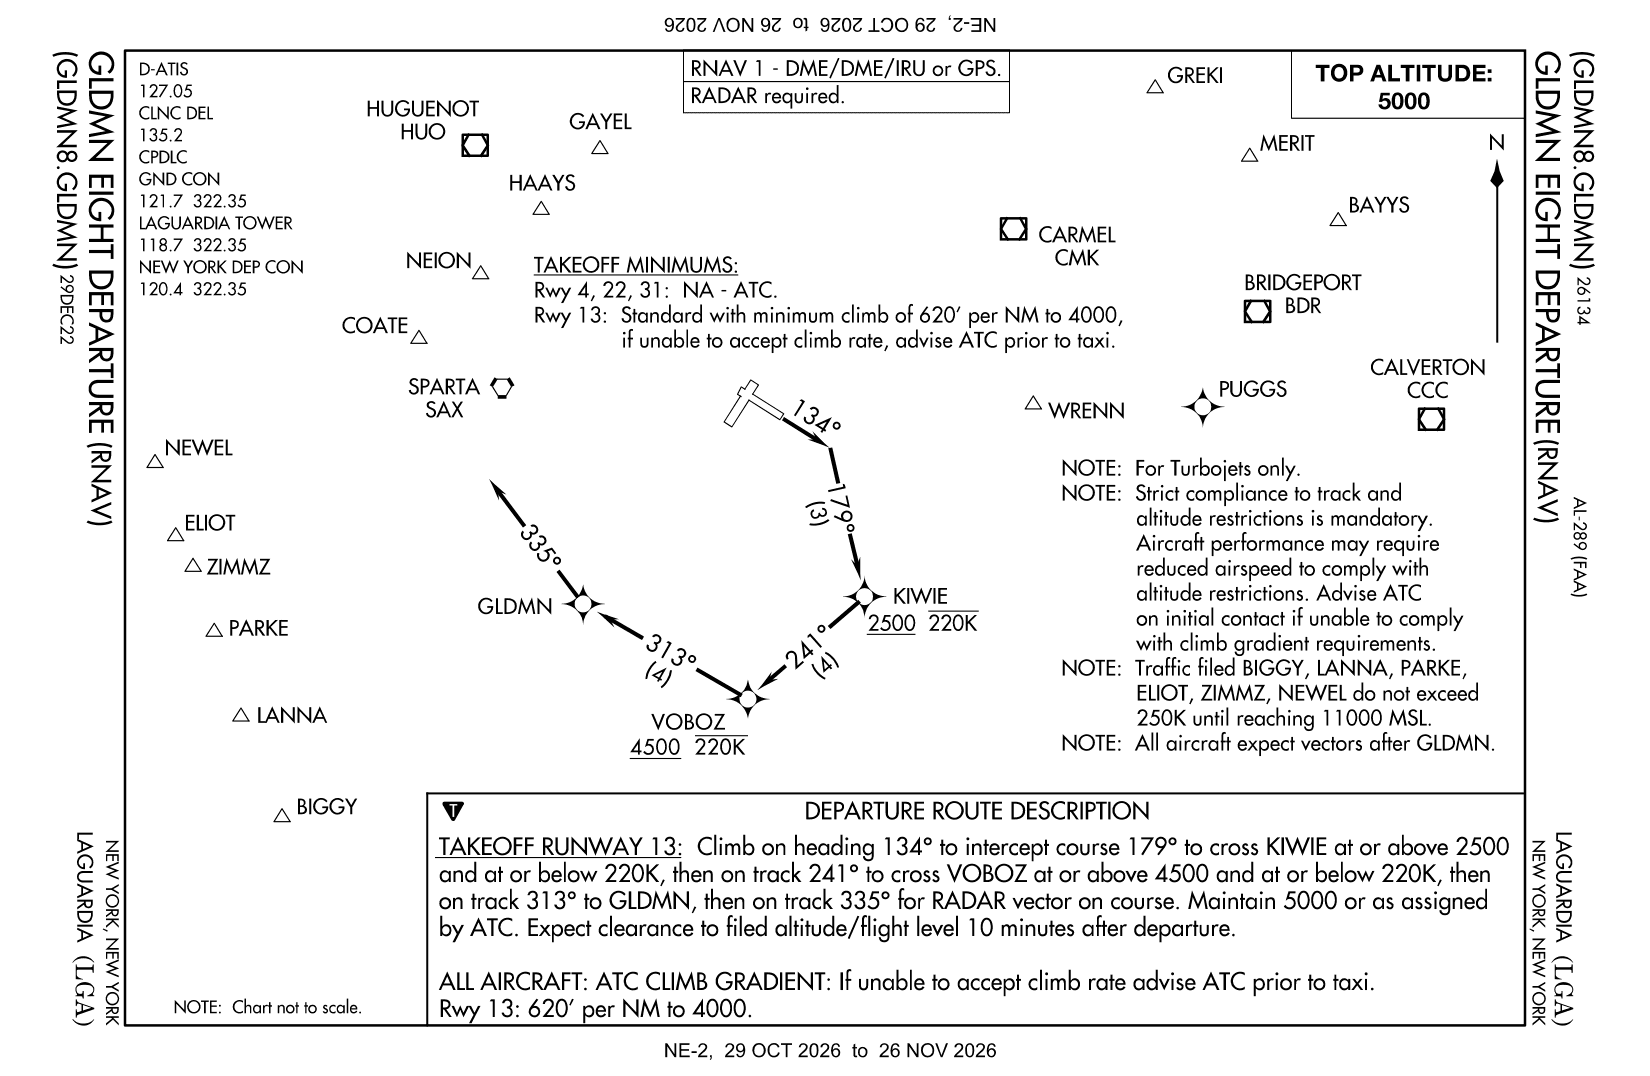 NE-2, 29 OCT 2026 to 26 NOV 2026
(GLDMN8.GLDMN) 29DEC22
GLDMN EIGHT DEPARTURE (RNAV)
LAGUARDIA (LGA)
NEW YORK, NEW YORK
D-ATIS
127.05
CLNC DEL
135.2
CPDLC
GND CON
121.7 322.35
LAGUARDIA TOWER
118.7 322.35
NEW YORK DEP CON
120.4 322.35
RNAV 1 - DME/DME/IRU or GPS.
RADAR required.
TOP ALTITUDE:
5000
GREKI
HUGUENOT
HUO
GAYEL
MERIT
N
HAAYS
BAYYS
CARMEL
CMK
NEION
TAKEOFF MINIMUMS:
Rwy 4, 22, 31: NA - ATC.
Rwy 13: Standard with minimum climb of 620' per NM to 4000,
if unable to accept climb rate, advise ATC prior to taxi.
BRIDGEPORT
BDR
COATE
SPARTA
SAX
CALVERTON
CCC
PUGGS
WRENN
134°
NEWEL
179°
(3)
ELIOT
ZIMMZ
335°
GLDMN
KIWIE
2500 220K
PARKE
313°
(4)
241°
(4)
LANNA
VOBOZ
4500 220K
BIGGY
NOTE: For Turbojets only.
NOTE: Strict compliance to track and
altitude restrictions is mandatory.
Aircraft performance may require
reduced airspeed to comply with
altitude restrictions. Advise ATC
on initial contact if unable to comply
with climb gradient requirements.
NOTE: Traffic filed BIGGY, LANNA, PARKE,
ELIOT, ZIMMZ, NEWEL do not exceed
250K until reaching 11000 MSL.
NOTE: All aircraft expect vectors after GLDMN.
T
DEPARTURE ROUTE DESCRIPTION
TAKEOFF RUNWAY 13: Climb on heading 134° to intercept course 179° to cross KIWIE at or above 2500
and at or below 220K, then on track 241° to cross VOBOZ at or above 4500 and at or below 220K, then
on track 313° to GLDMN, then on track 335° for RADAR vector on course. Maintain 5000 or as assigned
by ATC. Expect clearance to filed altitude/flight level 10 minutes after departure.
ALL AIRCRAFT: ATC CLIMB GRADIENT: If unable to accept climb rate advise ATC prior to taxi.
Rwy 13: 620' per NM to 4000.
NOTE: Chart not to scale.
GLDMN EIGHT DEPARTURE (RNAV)
(GLDMN8.GLDMN) 26134
AL-289 (FAA)
NEW YORK, NEW YORK
LAGUARDIA (LGA)
NE-2, 29 OCT 2026 to 26 NOV 2026